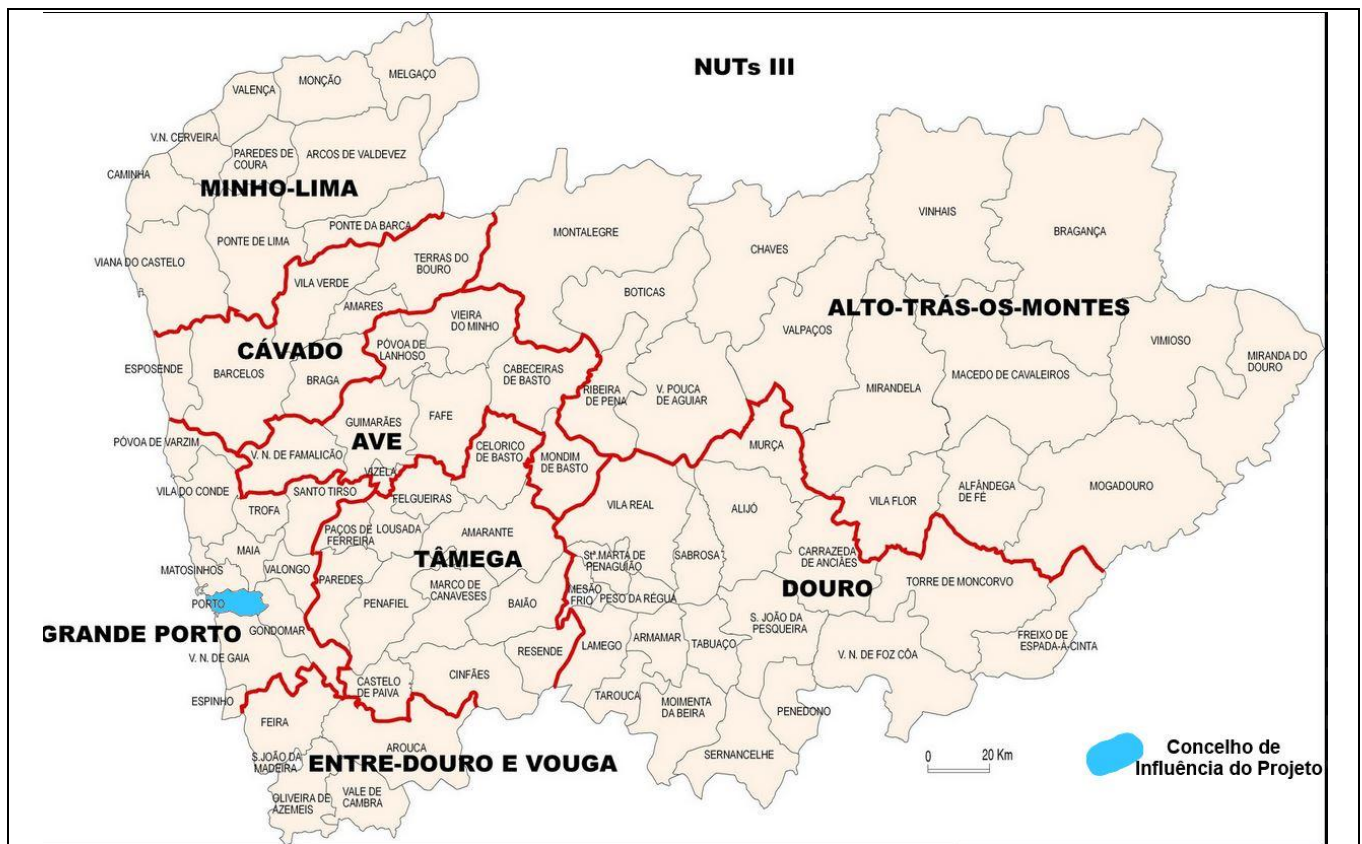 NUTs III
MELGAÇO
MONÇÃO
VALENÇA
V.N. CERVEIRA
PAREDES DE
COURA
ARCOS DE VALDEVEZ
CAMINHA
MINHO-LIMA
PONTE DA BARCA
PONTE DE LIMA
VIANA DO CASTELO
TERRAS DO
BOURO
VILA VERDE
AMARES
CÁVADO
ESPOSENDE
BARCELOS
BRAGA
VIEIRA
DO MINHO
PÓVOA DE
LANHOSO
CABECEIRAS
DE BASTO
GUIMARÃES
FAFE
AVE
V. N. DE FAMALICÃO
VIZELA
MONTALEGRE
CHAVES
VINHAIS
BRAGANÇA
BOTICAS
ALTO-TRÁS-OS-MONTES
VALPAÇOS
VIMIOSO
MIRANDA DO
DOURO
RIBEIRA
DE PENA
V. POUCA
DE AGUIAR
MIRANDELA
MACEDO DE CAVALEIROS
MOGADOURO
ALFÂNDEGA
DE FÉ
VILA FLOR
PÓVOA DE VARZIM
VILA DO CONDE
SANTO TIRSO
TROFA
MAIA
MATOSINHOS
VALONGO
PORTO
GRANDE PORTO
GONDOMAR
V. N. DE GAIA
ESPINHO
CELORICO
DE BASTO
MONDIM
DE BASTO
FELGUEIRAS
PAÇOS DE
FERREIRA
LOUSADA
AMARANTE
TÂMEGA
PAREDES
PENAFIEL
MARCO DE
CANAVESES
BAIÃO
RESENDE
CINFÃES
CASTELO
DE PAIVA
MURÇA
VILA REAL
ALIJÓ
SABROSA
Stª MARTA DE
PENAGUIÃO
MESÃO
FRIO
PESO DA RÉGUA
CARRAZEDA
DE ANCIÃES
DOURO
TORRE DE MONCORVO
S. JOÃO DA
PESQUEIRA
FREIXO DE
ESPADA-À-CINTA
V. N. DE FOZ CÔA
LAMEGO
ARMAMAR
TABUAÇO
TAROUCA
MOIMENTA
DA BEIRA
PENEDONO
SERNANCELHE
FEIRA
S.JOÃO DA
MADEIRA
AROUCA
ENTRE-DOURO E VOUGA
OLIVEIRA DE
AZEMEIS
VALE DE
CAMBRA
0 20 Km
Concelho de
Influência do Projeto